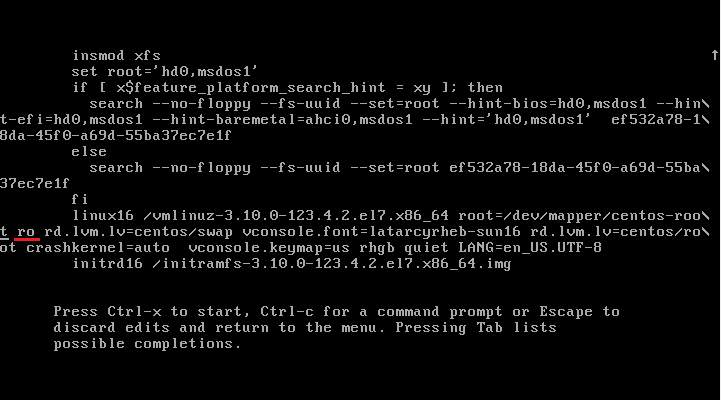 insmod xfs
↑
set root='hd0,msdos1'
if [ x$feature_platform_search_hint = xy ]; then
search --no-floppy --fs-uuid --set=root --hint-bios=hd0,msdos1 --hin\
t-efi=hd0,msdos1 --hint-baremetal=ahci0,msdos1 --hint='hd0,msdos1'  ef532a78-1\
8da-45f0-a69d-55ba37ec7e1f
else
search --no-floppy --fs-uuid --set=root ef532a78-18da-45f0-a69d-55ba\
37ec7e1f
fi
linux16 /vmlinuz-3.10.0-123.4.2.el7.x86_64 root=/dev/mapper/centos-roo\
t ro rd.lvm.lv=centos/swap vconsole.font=latarcyrheb-sun16 rd.lvm.lv=centos/ro\
ot crashkernel=auto  vconsole.keymap=us rhgb quiet LANG=en_US.UTF-8
initrd16 /initramfs-3.10.0-123.4.2.el7.x86_64.img
Press Ctrl-x to start, Ctrl-c for a command prompt or Escape to
discard edits and return to the menu. Pressing Tab lists
possible completions.